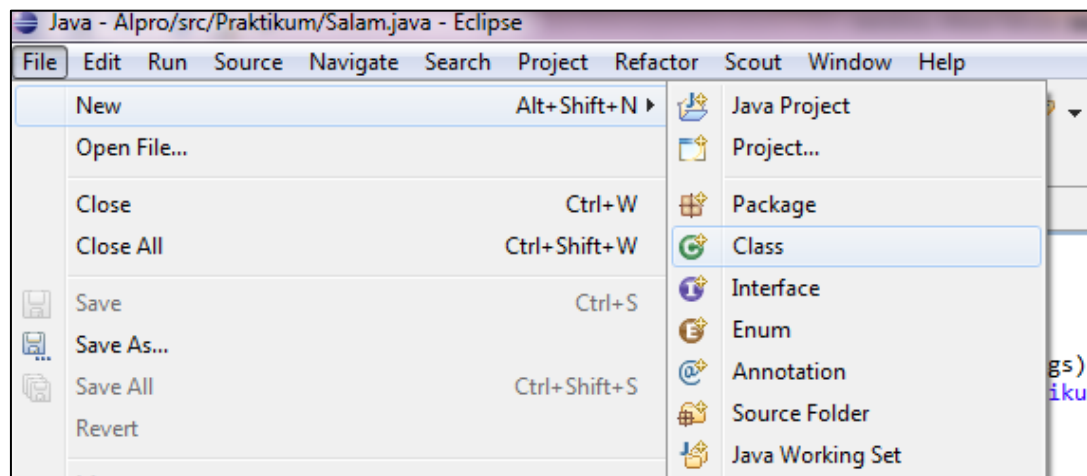 Java - Alpro/src/Praktikum/Salam.java - Eclipse
File Edit Run Source Navigate Search Project Refactor Scout Window Help
New Alt+Shift+N
Open File...
Close Ctrl+W
Close All Ctrl+Shift+W
Save Ctrl+S
Save As...
Save All Ctrl+Shift+S
Revert
Java Project
Project...
Package
Class
Interface
Enum
Annotation
Source Folder
Java Working Set
gs)
iku